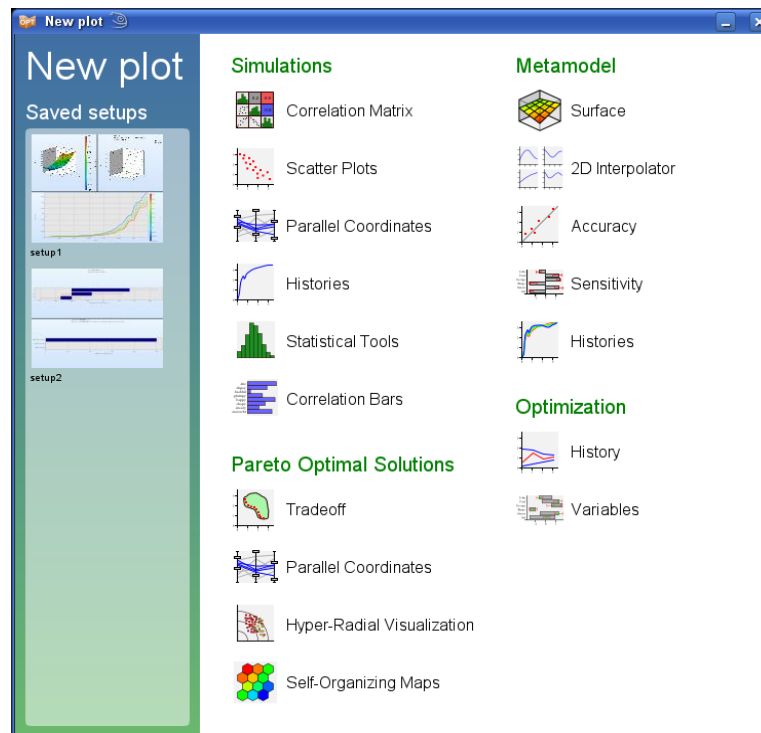 OPT New plot
New plot
Saved setups
setup1
setup2
Simulations
Correlation Matrix
Scatter Plots
Parallel Coordinates
Histories
Statistical Tools
Correlation Bars
Pareto Optimal Solutions
Tradeoff
Parallel Coordinates
Hyper-Radial Visualization
Self-Organizing Maps
Metamodel
Surface
2D Interpolator
Accuracy
Sensitivity
Histories
Optimization
History
Variables